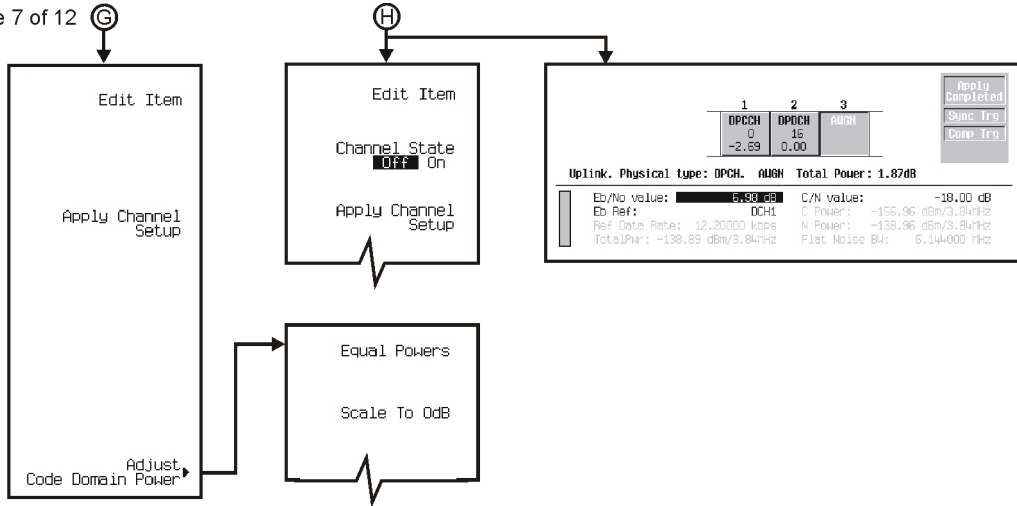 e 7 of 12 G
H
Edit Item
Apply Channel
Setup
Adjust
Code Domain Power
Edit Item
Channel State
Off On
Apply Channel
Setup
Equal Powers
Scale To 0dB
1 2 3
DPCCH DPDCH AWGN
0 16
-2.69 0.00
Apply
Completed
Sync Trg
Comp Trg
Uplink. Physical type: DPCH. AWGN Total Power: 1.87dB
Eb/No value: 6.98 dB C/N value: -18.00 dB
Eb Ref: DCH1 C Power: -156.96 dBm/3.84MHz
Ref Data Rate: 12.20000 kbps N Power: -138.96 dBm/3.84MHz
TotalPwr: -138.89 dBm/3.84MHz Flat Noise BW: 6.144000 MHz